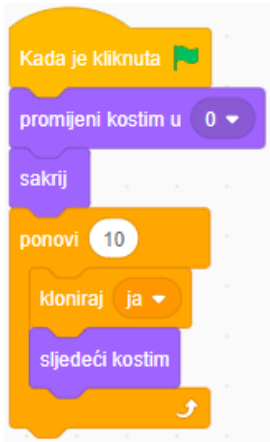 Kada je kliknuta
promijeni kostim u 0
sakrij
ponovi 10
kloniraj ja
sljedeći kostim